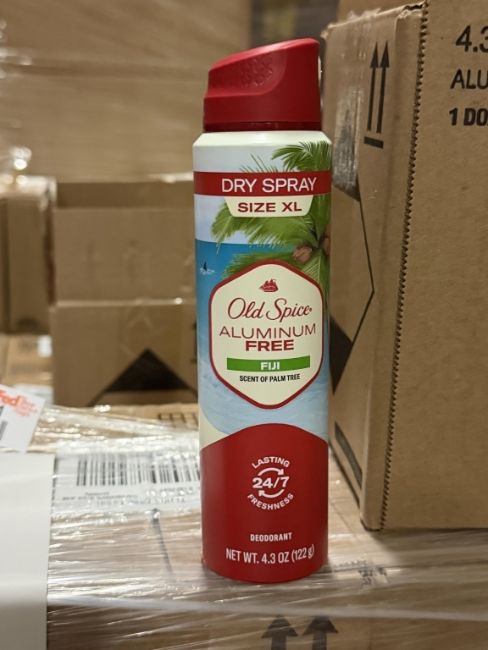 DRY SPRAY
SIZE XL
Old Spice
ALUMINUM
FREE
FIJI
SCENT OF PALM TREE
LASTING
24/7
FRESHNESS
DEODORANT
NET WT. 4.3 OZ (122 g)
4.3
ALU
1 DO